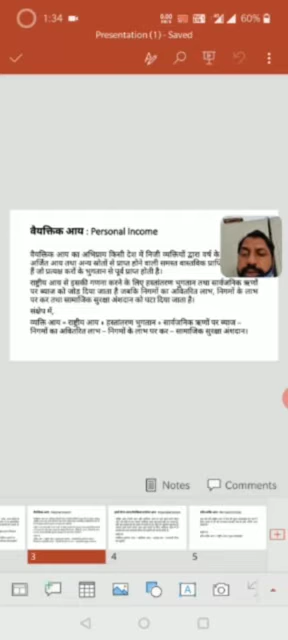 1:34
60%
Presentation (1) - Saved
वैयक्तिक आय : Personal Income
वैयक्तिक आय का अभिप्राय किसी देश में निजी व्यक्तियों द्वारा वर्ष के
अर्जित आय तथा अन्य स्रोतों से प्राप्त होने वाली समस्त वास्तविक
हैं जो प्रत्यक्ष करों के भुगतान से पूर्व प्राप्त होती है।
राष्ट्रीय आय से इसकी गणना करने के लिए हस्तांतरण भुगतान तथा सार्वजनिक ऋणों
पर ब्याज को जोड़ दिया जाता है जबकि निगमों का अवितरित लाभ, निगमों के लाभ
पर कर तथा सामाजिक सुरक्षा अंशदान को घटा दिया जाता है।
संक्षेप में,
व्यक्ति आय = राष्ट्रीय आय + हस्तांतरण भुगतान + सार्वजनिक ऋणों पर ब्याज –
निगमों का अवितरित लाभ – निगमों के लाभ पर कर – सामाजिक सुरक्षा अंशदान।
Notes
Comments
3
4
5